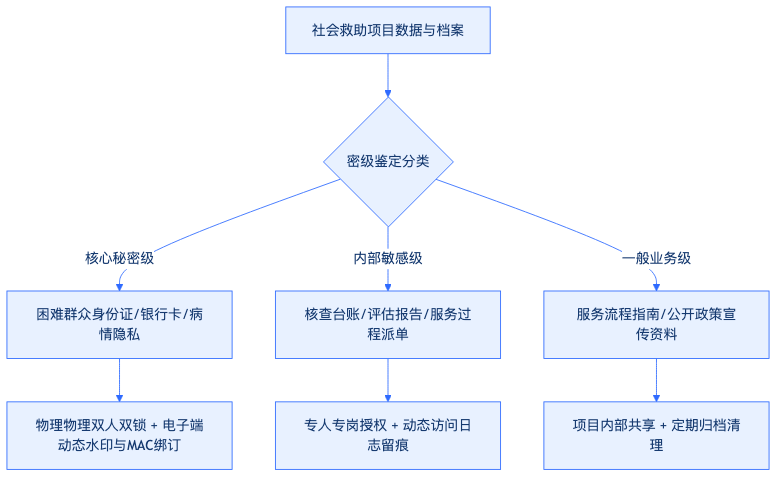 社会救助项目数据与档案
密级鉴定分类
核心秘密级
内部敏感级
一般业务级
困难群众身份证/银行卡/病
情隐私
核查台账/评估报告/服务过
程派单
服务流程指南/公开政策宣
传资料
物理物理双人双锁 + 电子端
动态水印与MAC绑订
专人专岗授权 + 动态访问日
志留痕
项目内部共享 + 定期归档清
理